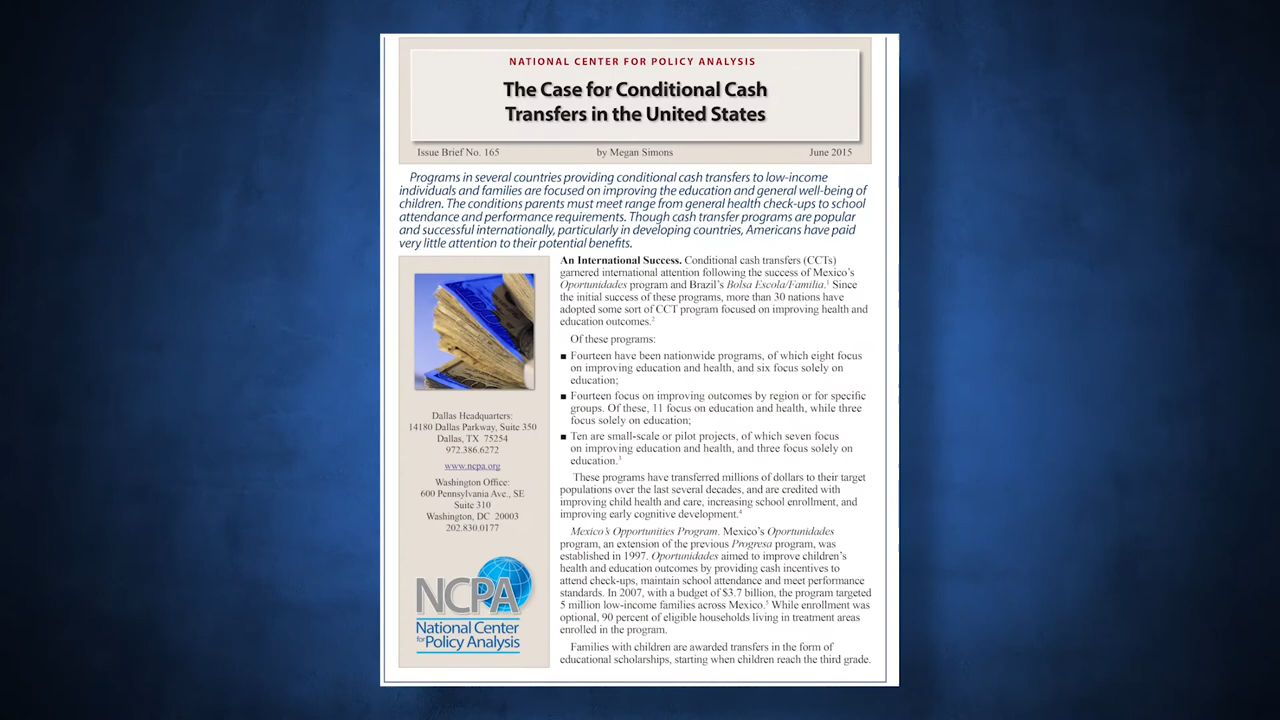 NATIONAL CENTER FOR POLICY ANALYSIS
The Case for Conditional Cash
Transfers in the United States
Issue Brief No. 165 by Megan Simons June 2015
Programs in several countries providing conditional cash transfers to low-income
individuals and families are focused on improving the education and general well-being of
children. The conditions parents must meet range from general health check-ups to school
attendance and performance requirements. Though cash transfer programs are popular
and successful internationally, particularly in developing countries, Americans have paid
very little attention to their potential benefits.
Dallas Headquarters:
14180 Dallas Parkway, Suite 350
Dallas, TX 75254
972.386.6272
www.ncpa.org
Washington Office:
600 Pennsylvania Ave., SE
Suite 310
Washington, DC 20003
202.830.0177
NCPA
National Center
for Policy Analysis
An International Success. Conditional cash transfers (CCTs)
garnered international attention following the success of Mexico's
Oportunidades program and Brazil's Bolsa Escola/Familia.1 Since
the initial success of these programs, more than 30 nations have
adopted some sort of CCT program focused on improving health and
education outcomes.2
Of these programs:
■ Fourteen have been nationwide programs, of which eight focus
on improving education and health, and six focus solely on
education;
■ Fourteen focus on improving outcomes by region or for specific
groups. Of these, 11 focus on education and health, while three
focus solely on education;
■ Ten are small-scale or pilot projects, of which seven focus
on improving education and health, and three focus solely on
education.3
These programs have transferred millions of dollars to their target
populations over the last several decades, and are credited with
improving child health and care, increasing school enrollment, and
improving early cognitive development.4
Mexico's Opportunities Program. Mexico's Oportunidades
program, an extension of the previous Progresa program, was
established in 1997. Oportunidades aimed to improve children's
health and education outcomes by providing cash incentives to
attend check-ups, maintain school attendance and meet performance
standards. In 2007, with a budget of $3.7 billion, the program targeted
5 million low-income families across Mexico.5 While enrollment was
optional, 90 percent of eligible households living in treatment areas
enrolled in the program.
Families with children are awarded transfers in the form of
educational scholarships, starting when children reach the third grade.